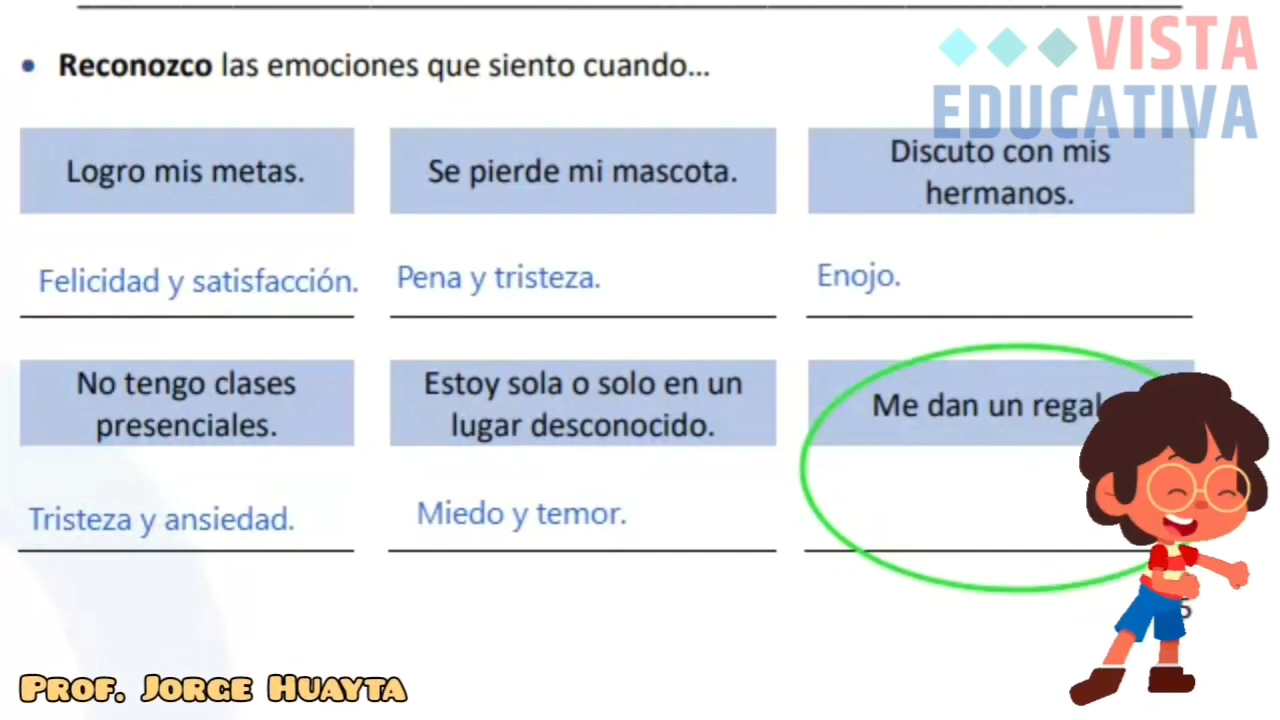 Reconozco las emociones que siento cuando...
VISTA
EDUCATIVA
Logro mis metas.
Se pierde mi mascota.
Discuto con mis
hermanos.
Felicidad y satisfacción.
Pena y tristeza.
Enojo.
No tengo clases
presenciales.
Estoy sola o solo en un
lugar desconocido.
Me dan un
Tristeza y ansiedad.
Miedo y temor.
PROF. JORGE HUAYTA